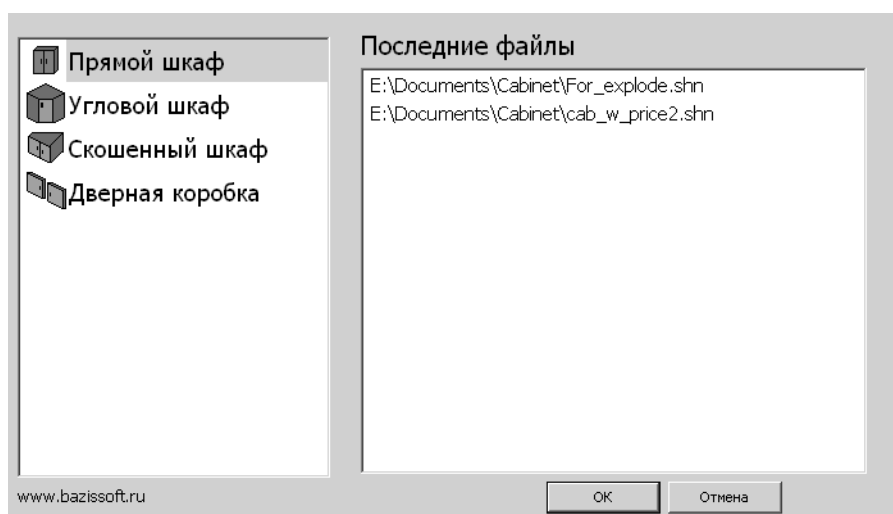 Прямой шкаф
Угловой шкаф
Скошенный шкаф
Дверная коробка
Последние файлы
E:\Documents\Cabinet\For_explode.shn
E:\Documents\Cabinet\cab_w_price2.shn
www.bazissoft.ru
OK
Отмена